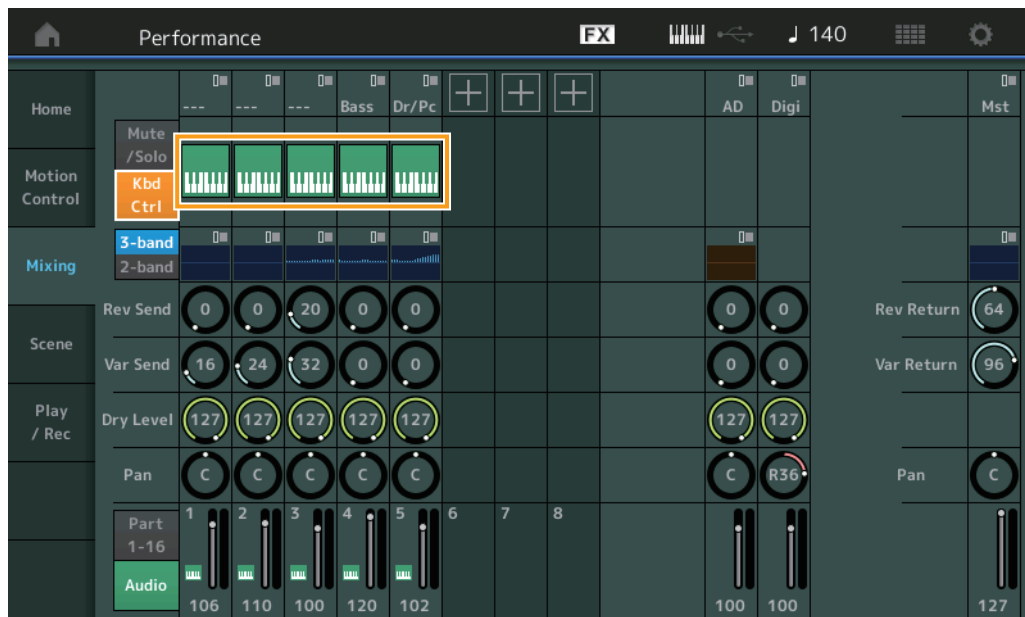 Performance FX 140
--- --- --- Bass Dr/Pc AD Digi Mst
Home
Mute
/Solo
Motion
Control
Kbd
Ctrl
3-band
2-band
Mixing
Rev Send 0 0 20 0 0 0 0 Rev Return 64
Scene
Var Send 16 24 32 0 0 0 0 Var Return 96
Play
/ Rec
Dry Level 127 127 127 127 127 127 127
Pan C C C C C C R36 Pan C
Part
1-16
1 2 3 4 5 6 7 8
Audio
106 110 100 120 102 100 100 127